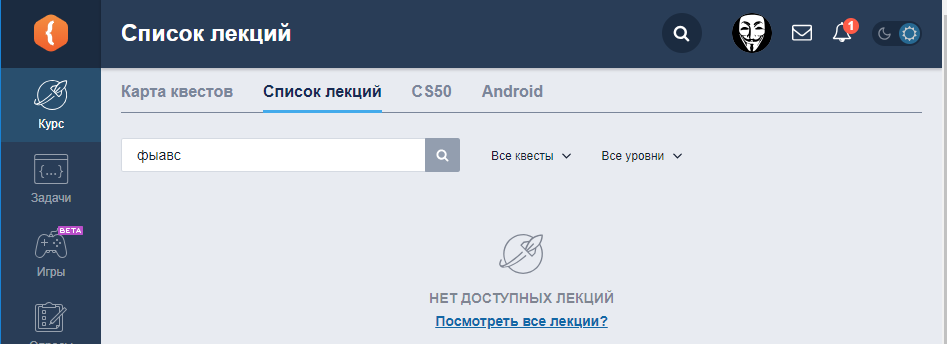 Список лекций
1
Карта квестов Список лекций CS50 Android
Курс
фыавс
Все квесты Все уровни
{...}
Задачи
BETA
Игры
НЕТ ДОСТУПНЫХ ЛЕКЦИЙ
Посмотреть все лекции?